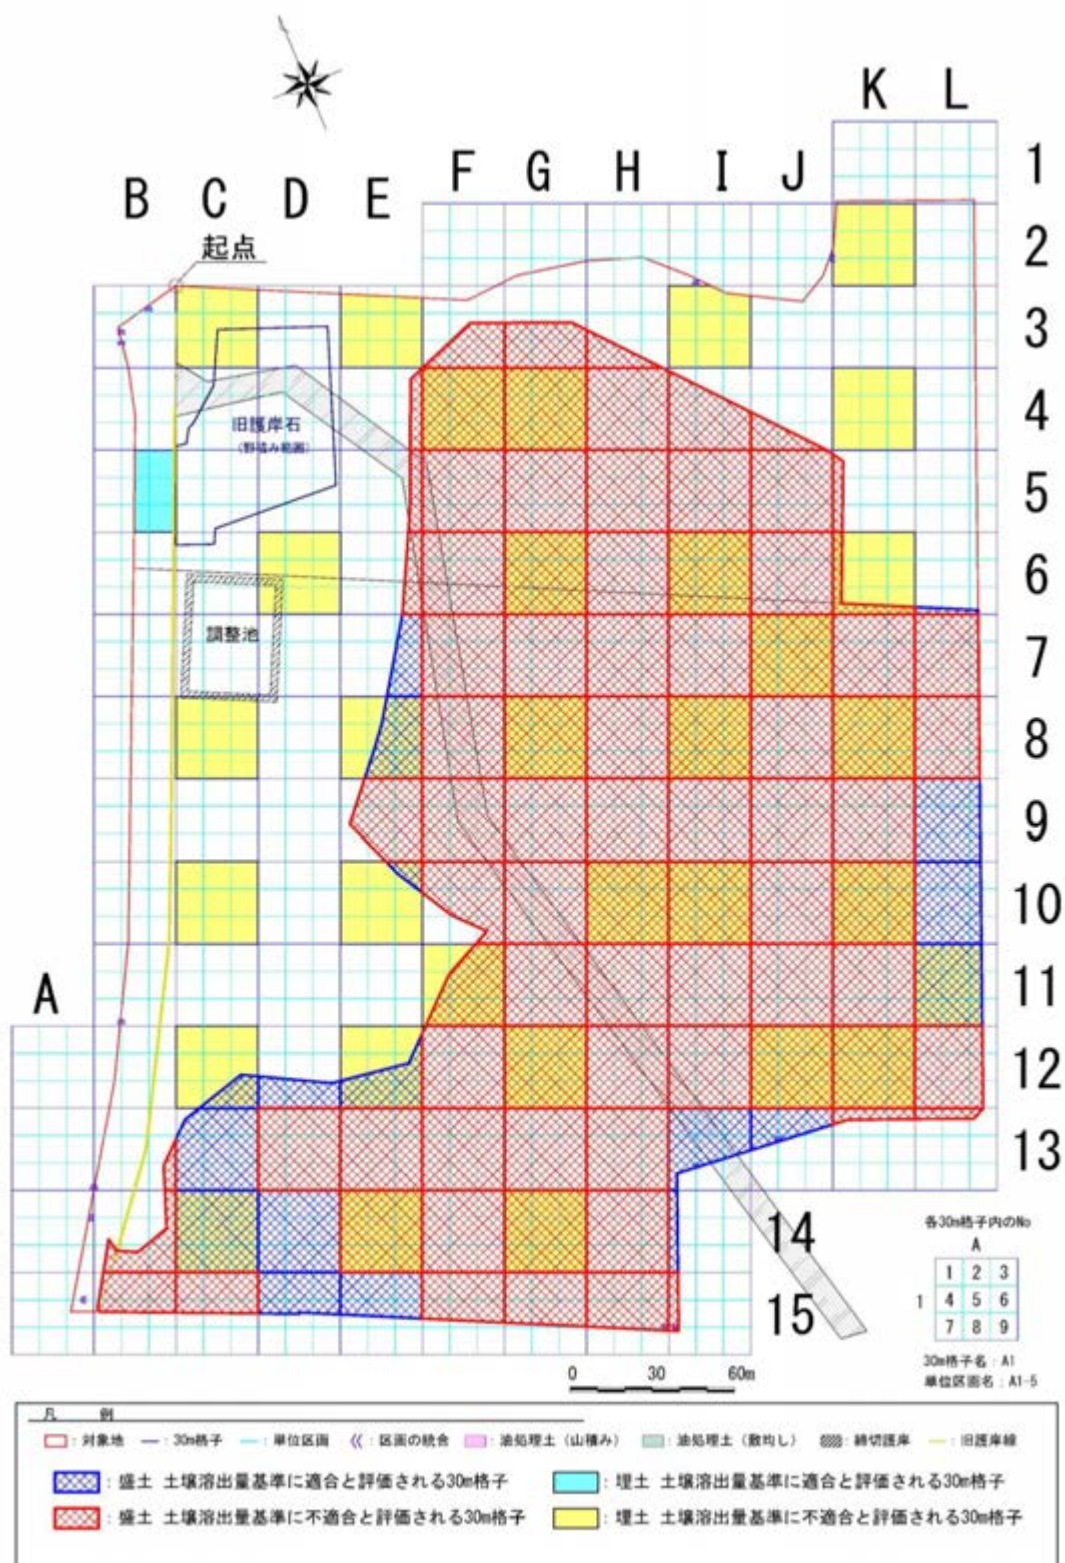 K L
F G H I J
B C D E
A
起点
1
2
3
4
5
6
7
8
9
10
11
12
13
14
15
旧護岸石
(野積み範囲)
調整池
0 30 60m
各30m格子内のNo
A
1 2 3
1 4 5 6
7 8 9
30m格子名:A1
単位区画名:A1-5
凡 例
:対象地 :30m格子 :単位区画 :区画の統合 :油処理土(山積み) :油処理土(敷均し) :締切護岸 :旧護岸線
:盛土 土壌溶出量基準に適合と評価される30m格子 :埋土 土壌溶出量基準に適合と評価される30m格子
:盛土 土壌溶出量基準に不適合と評価される30m格子 :埋土 土壌溶出量基準に不適合と評価される30m格子